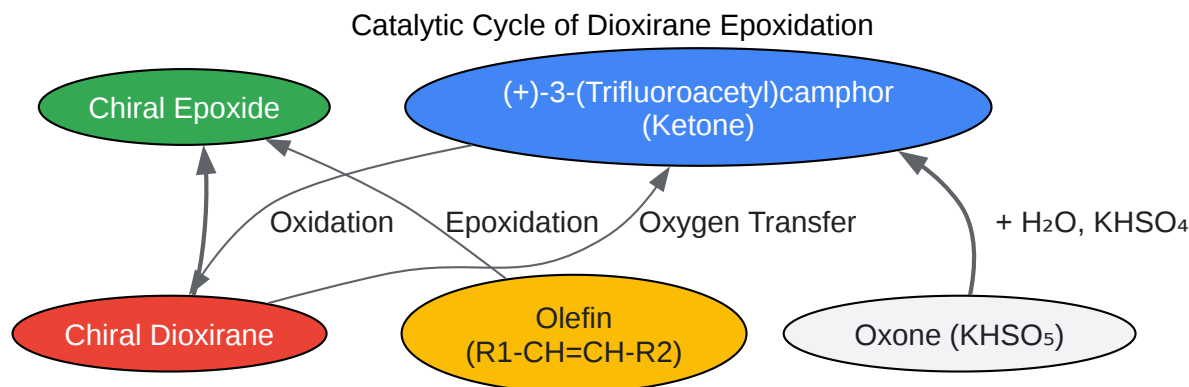 Catalytic Cycle of Dioxirane Epoxidation
Chiral Epoxide
(+)-3-(Trifluoroacetyl)camphor
(Ketone)
Oxidation
Epoxidation
Oxygen Transfer
+ H₂O, KHSO₄
Chiral Dioxirane
Olefin
(R1-CH=CH-R2)
Oxone (KHSO₅)